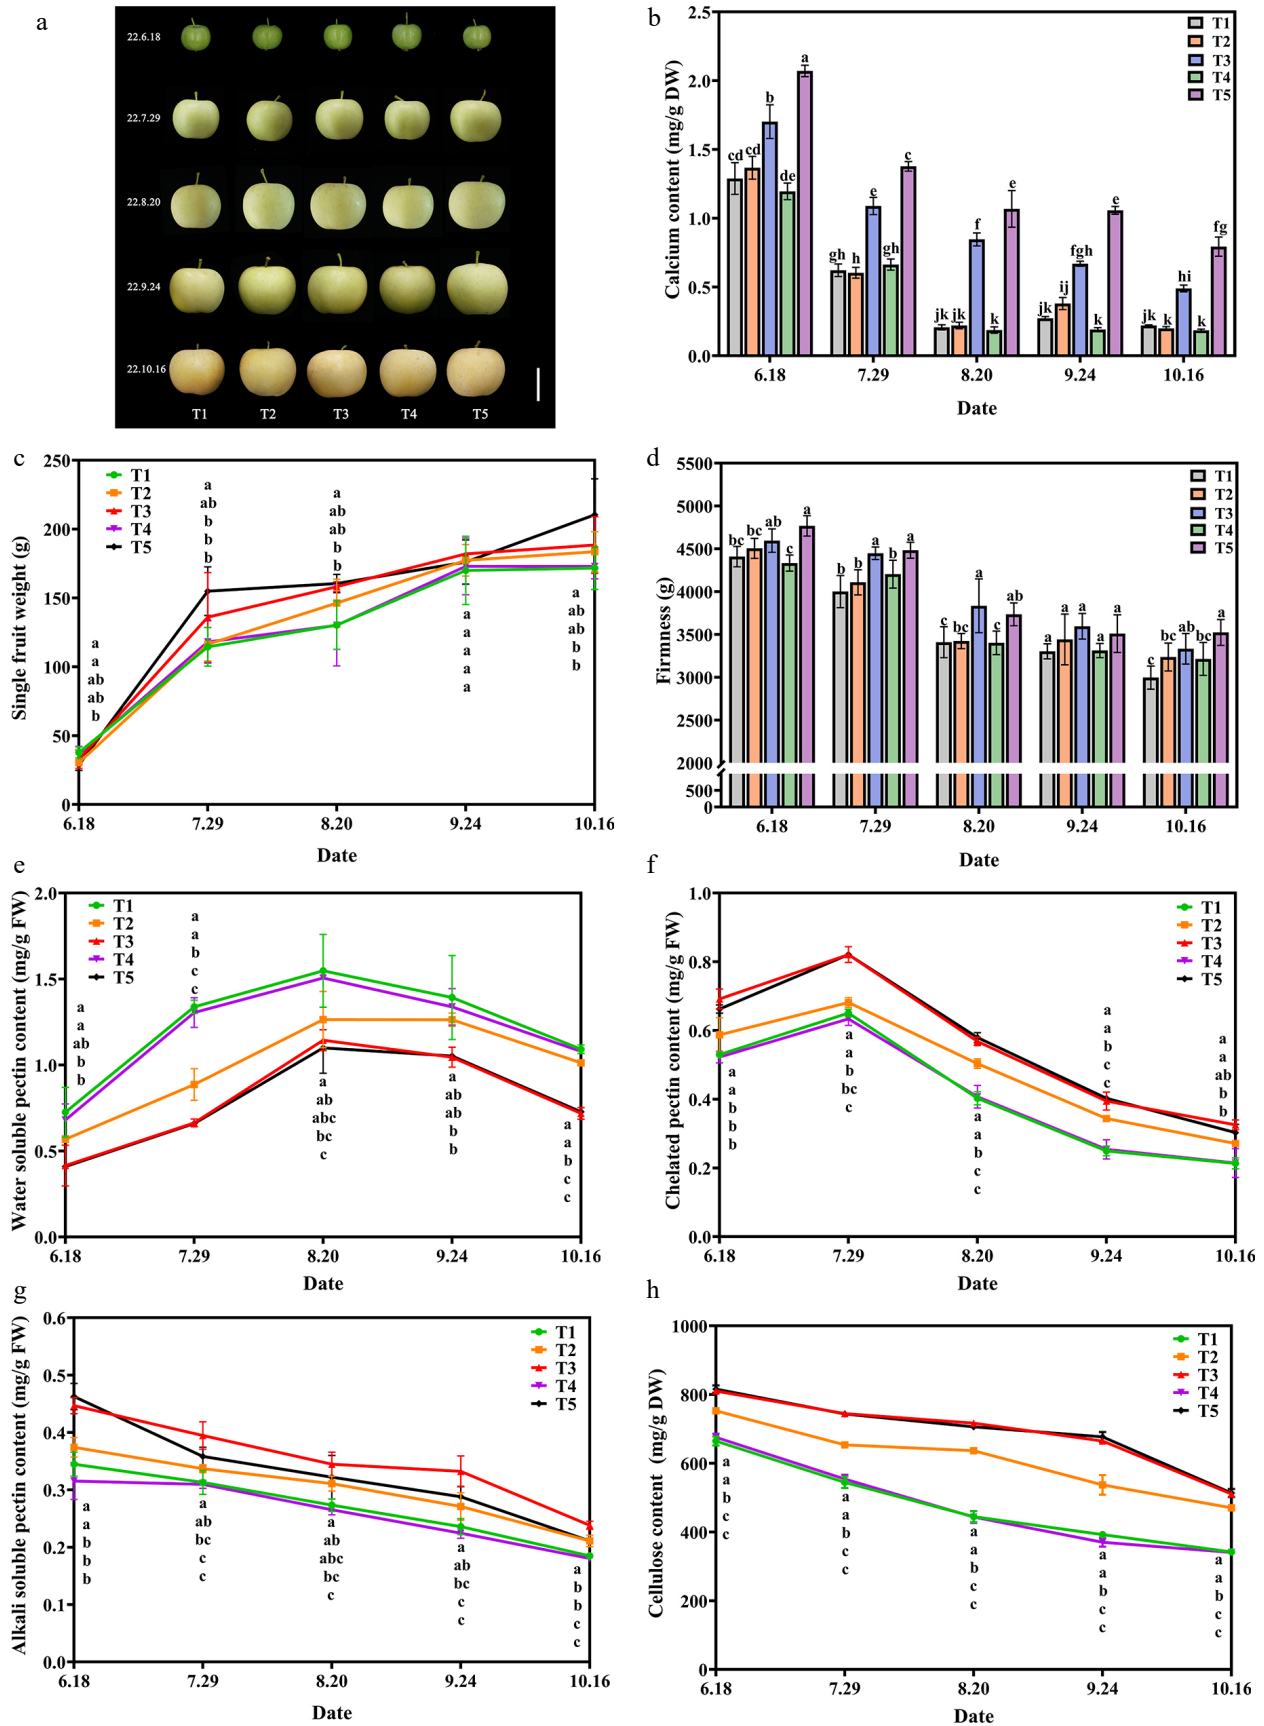 a
22.6.18
22.7.29
22.8.20
22.9.24
22.10.16
T1 T2 T3 T4 T5
b
Calcium content (mg/g DW)
2.5
2.0
1.5
1.0
0.5
0.0
T1
T2
T3
T4
T5
cd cd b de a
gh h e gh c
jk jk f k e
jk ij fgh k e
jk k hi k fg
6.18 7.29 8.20 9.24 10.16
Date
c
Single fruit weight (g)
250
200
150
100
50
0
T1
T2
T3
T4
T5
a
a
ab
ab
b
a
ab
b
b
b
a
ab
ab
b
b
a
a
a
a
a
a
ab
ab
b
b
6.18 7.29 8.20 9.24 10.16
Date
d
Firmness (g)
5500
5000
4500
4000
3500
3000
2500
2000
500
0
T1
T2
T3
T4
T5
bc bc ab c a
b b a b a
c bc a c ab
a a a a a
c bc ab bc a
6.18 7.29 8.20 9.24 10.16
Date
e
Water soluble pectin content (mg/g FW)
2.0
1.5
1.0
0.5
0.0
T1
T2
T3
T4
T5
a
a
ab
b
b
a
a
b
c
c
a
ab
abc
bc
c
a
ab
ab
b
b
a
a
b
c
c
6.18 7.29 8.20 9.24 10.16
Date
f
Chelated pectin content (mg/g FW)
1.0
0.8
0.6
0.4
0.2
0.0
T1
T2
T3
T4
T5
a
a
b
b
b
a
a
b
bc
c
a
a
b
c
c
a
a
b
c
c
a
a
ab
b
b
6.18 7.29 8.20 9.24 10.16
Date
g
Alkali soluble pectin content (mg/g FW)
0.6
0.5
0.4
0.3
0.2
0.1
0.0
T1
T2
T3
T4
T5
a
a
b
b
b
a
ab
bc
c
c
a
ab
abc
bc
c
a
ab
bc
c
c
a
b
b
c
c
6.18 7.29 8.20 9.24 10.16
Date
h
Cellulose content (mg/g DW)
1000
800
600
400
200
0
T1
T2
T3
T4
T5
a
a
b
c
c
a
a
b
c
c
a
a
b
c
c
a
a
b
c
c
a
a
b
c
c
6.18 7.29 8.20 9.24 10.16
Date